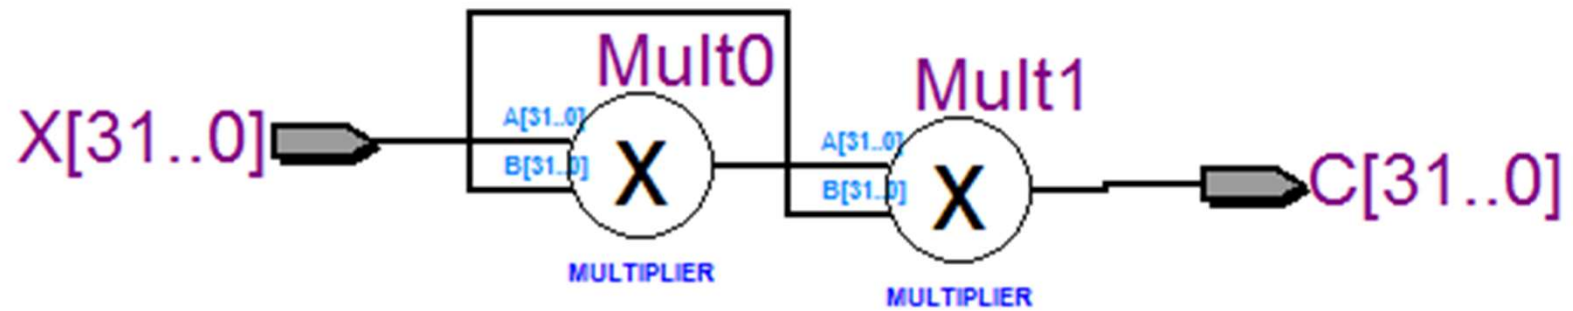 X[31..0]
Mult0
A[31..0]
B[31..0]
X
MULTIPLIER
Mult1
A[31..0]
B[31..0]
X
MULTIPLIER
C[31..0]